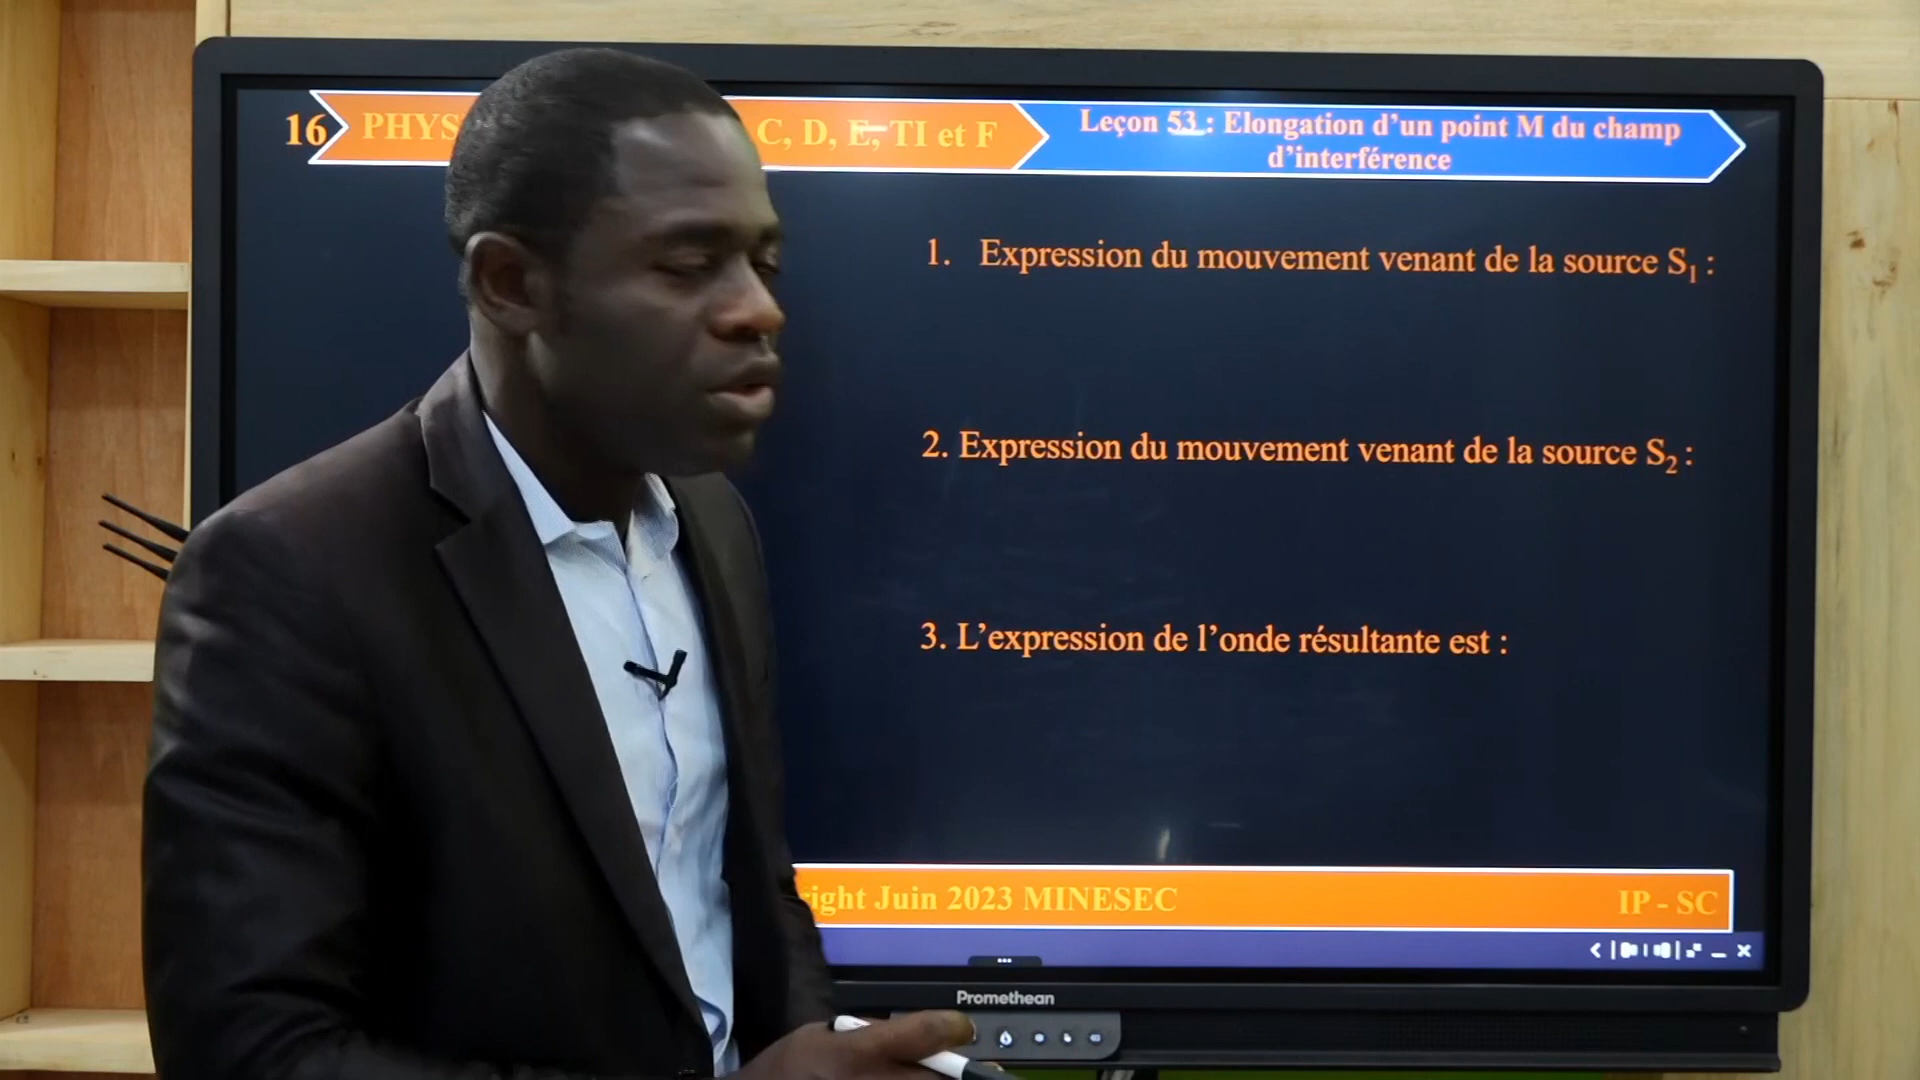 16 PHYS C, D, E, TI et F
Leçon 53 : Elongation d’un point M du champ
d’interférence
1. Expression du mouvement venant de la source S₁ :
2. Expression du mouvement venant de la source S₂ :
3. L’expression de l’onde résultante est :
right Juin 2023 MINESEC IP - SC
Promethean